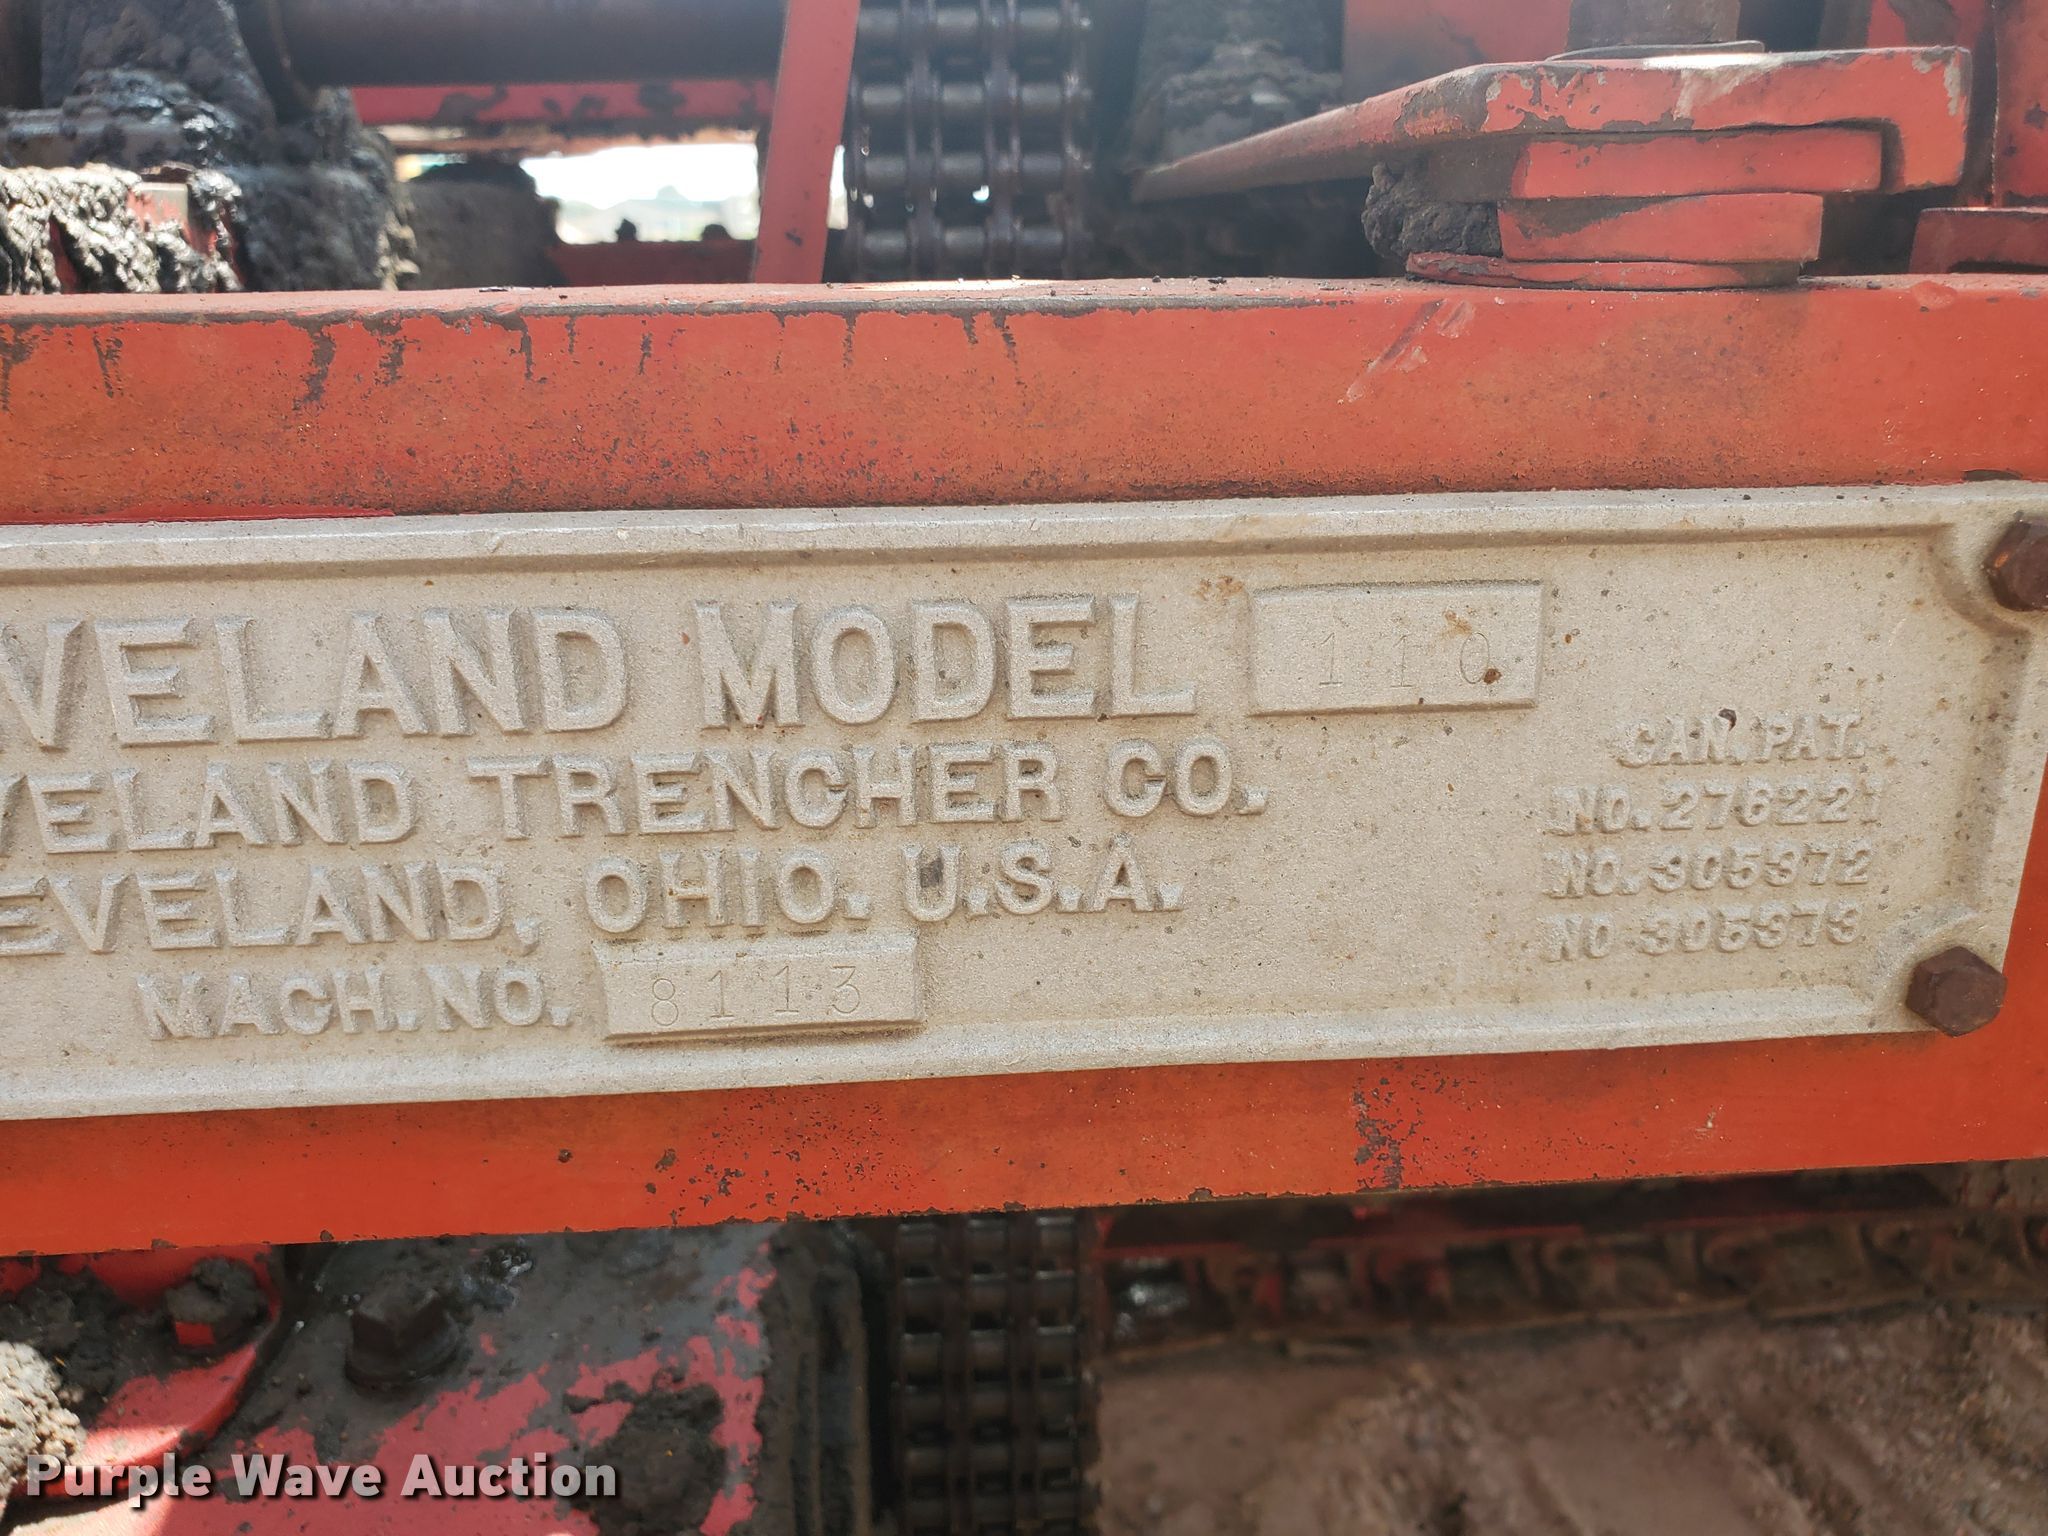 VELAND MODEL 110
VELAND TRENCHER CO.
EVELAND, OHIO. U.S.A.
MACH. NO. 8113
CAN. PAT.
NO. 276221
NO. 305372
NO 305373
Purple Wave Auction